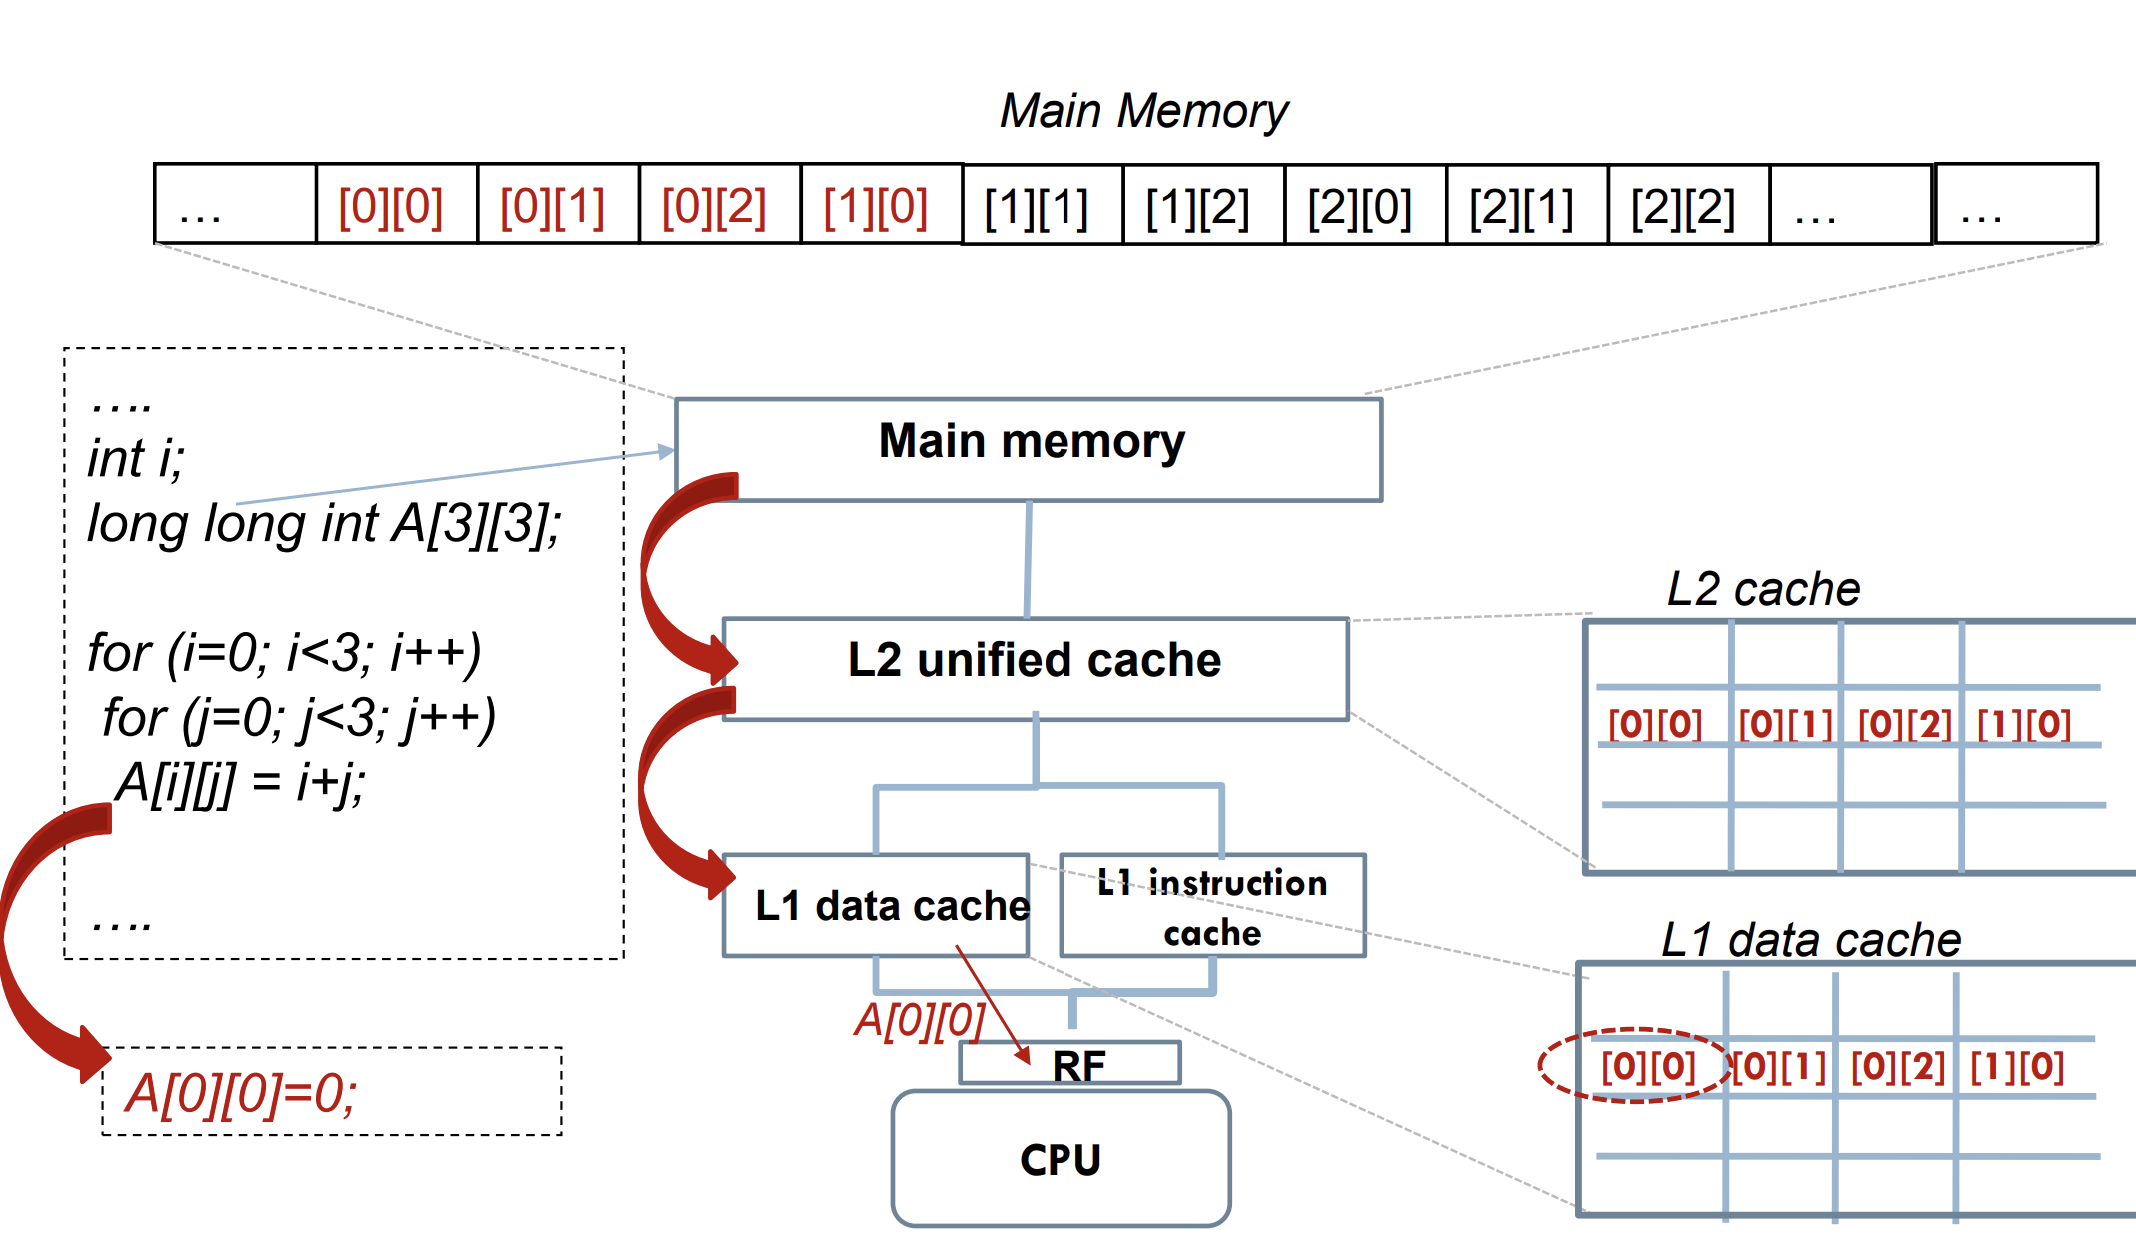 Main Memory
… [0][0] [0][1] [0][2] [1][0] [1][1] [1][2] [2][0] [2][1] [2][2] … …
….
int i;
long long int A[3][3];
for (i=0; i<3; i++)
for (j=0; j<3; j++)
A[i][j] = i+j;
….
A[0][0]=0;
Main memory
L2 unified cache
L1 data cache
L1 instruction
cache
A[0][0]
RF
CPU
L2 cache
[0][0] [0][1] [0][2] [1][0]
L1 data cache
[0][0] [0][1] [0][2] [1][0]